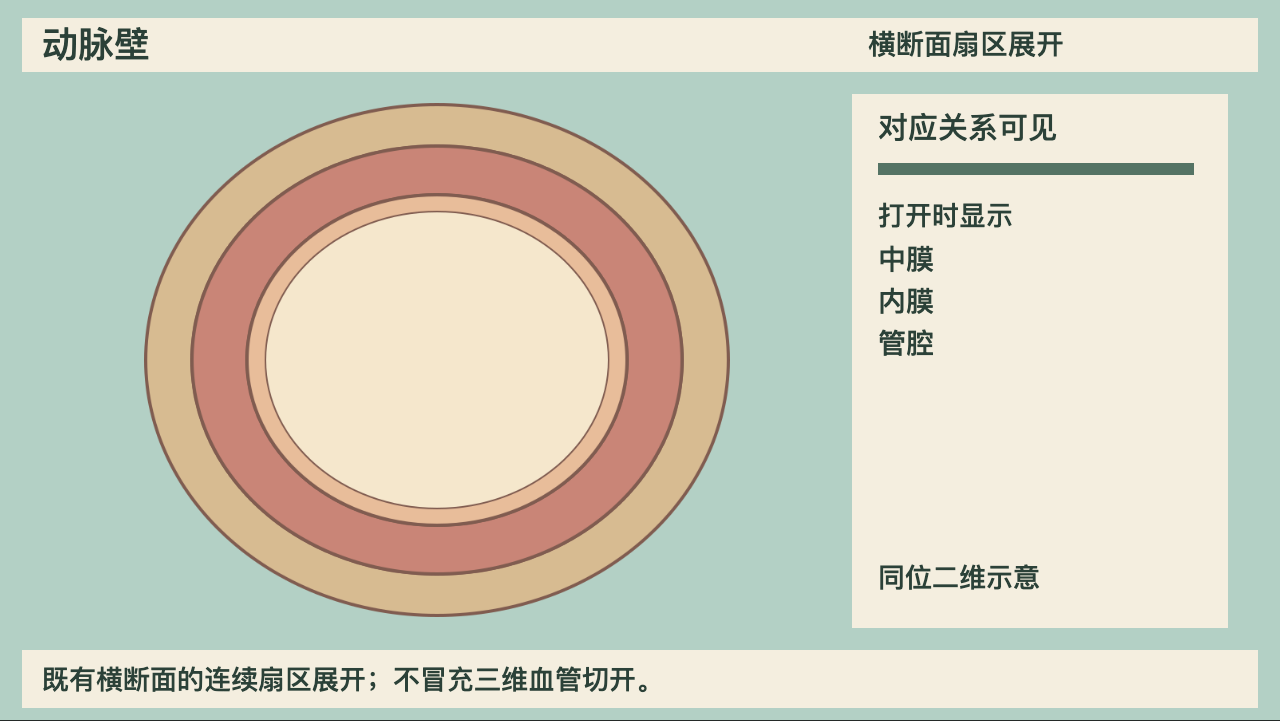 动脉壁
横断面扇区展开
对应关系可见
打开时显示
中膜
内膜
管腔
同位二维示意
既有横断面的连续扇区展开；不冒充三维血管切开。